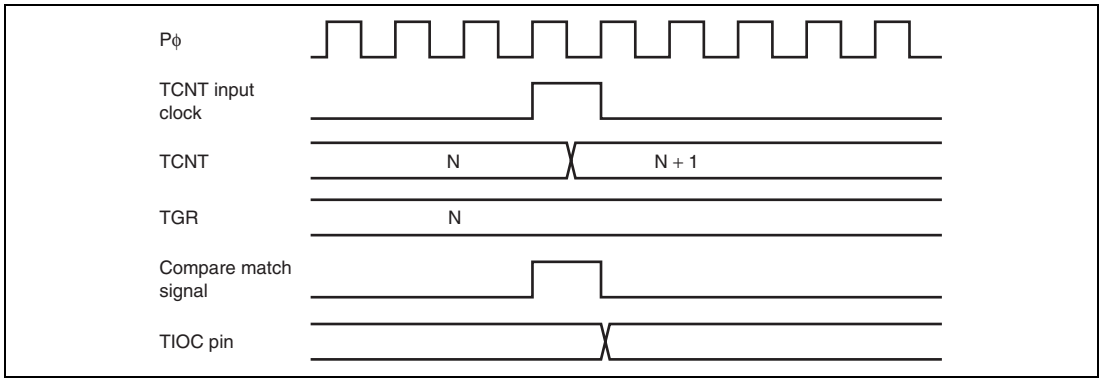 Pϕ
TCNT input
clock
TCNT
N
N + 1
TGR
N
Compare match
signal
TIOC pin